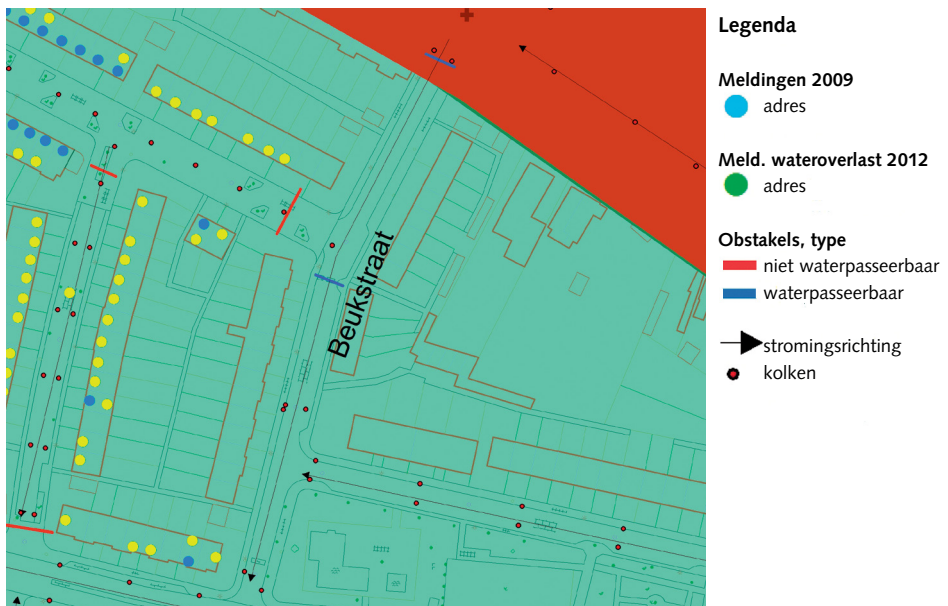 Beukstraat
Legenda
Meldingen 2009
adres
Meld. wateroverlast 2012
adres
Obstakels, type
niet waterpasseerbaar
waterpasseerbaar
stromingsrichting
kolken